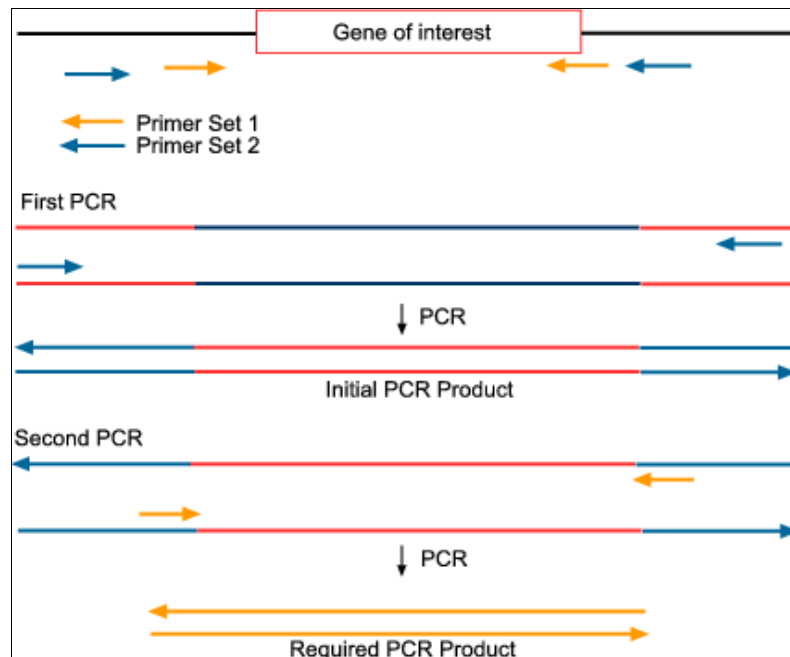 Gene of interest
Primer Set 1
Primer Set 2
First PCR
PCR
Initial PCR Product
Second PCR
PCR
Required PCR Product